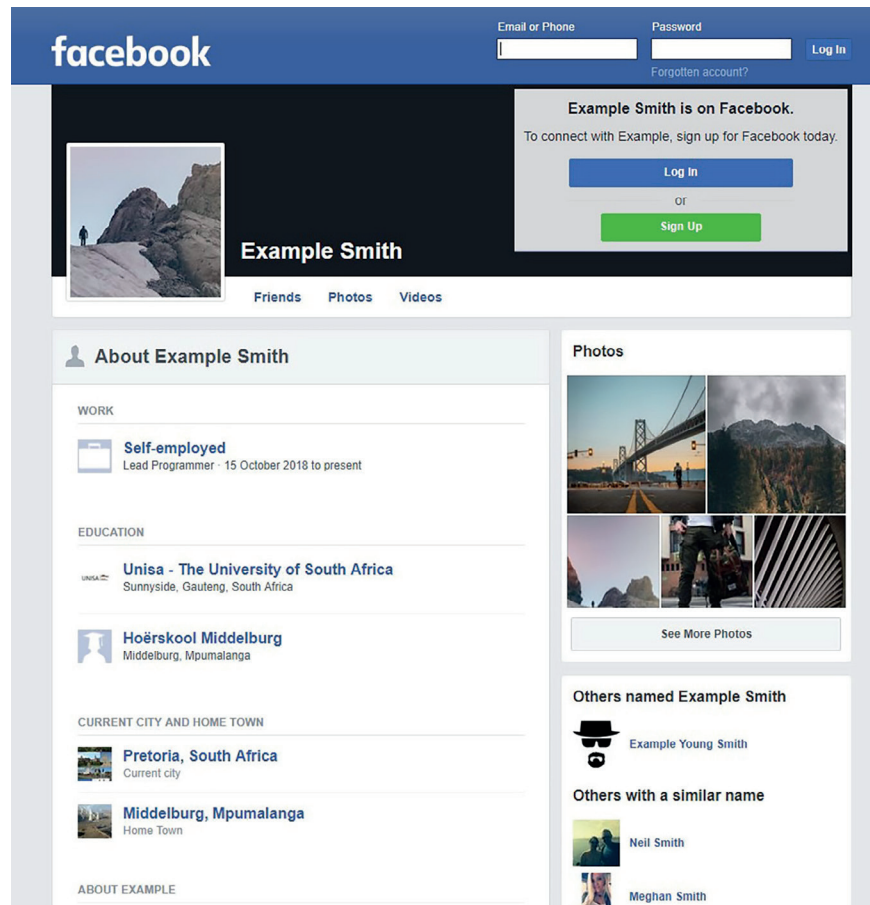 facebook
Email or Phone
Password
Log In
Forgotten account?
Example Smith is on Facebook.
To connect with Example, sign up for Facebook today.
Log In
or
Sign Up
Example Smith
Friends
Photos
Videos
About Example Smith
WORK
Self-employed
Lead Programmer · 15 October 2018 to present
EDUCATION
UNISA
Unisa - The University of South Africa
Sunnyside, Gauteng, South Africa
Hoërskool Middelburg
Middelburg, Mpumalanga
CURRENT CITY AND HOME TOWN
Pretoria, South Africa
Current city
Middelburg, Mpumalanga
Home Town
ABOUT EXAMPLE
Photos
See More Photos
Others named Example Smith
Example Young Smith
Others with a similar name
Neil Smith
Meghan Smith